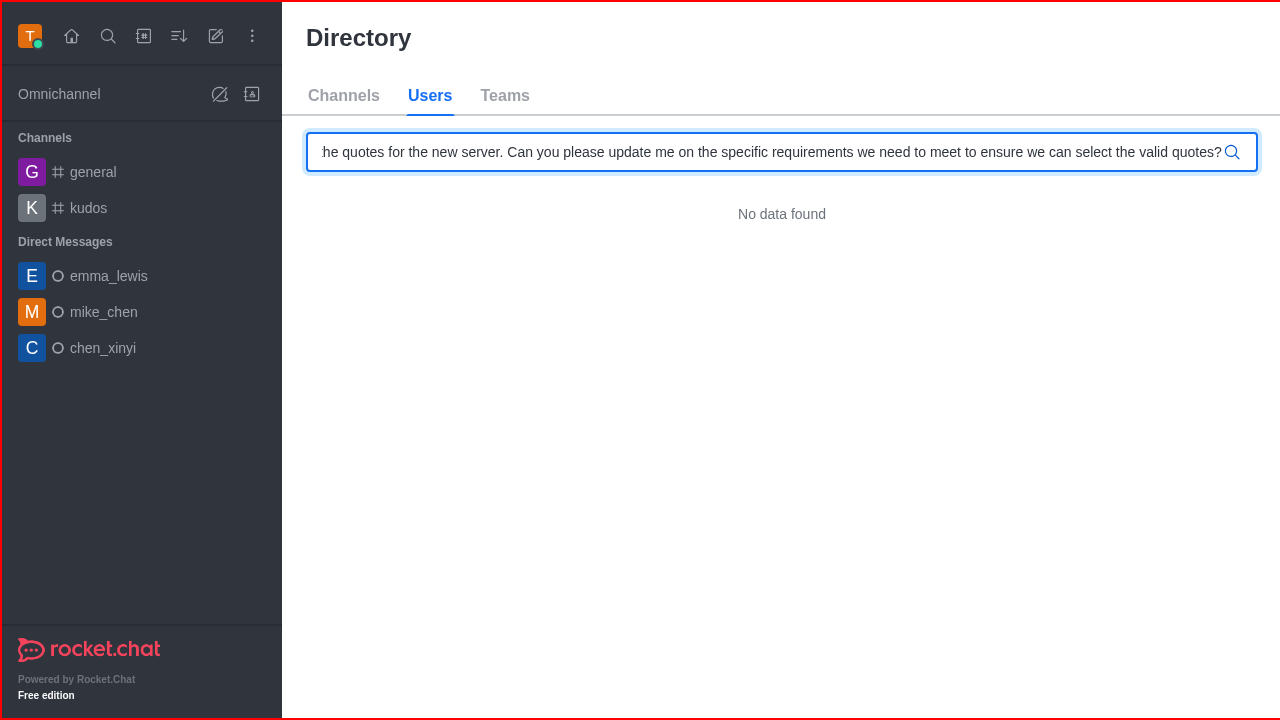 T
Directory
Omnichannel
Channels Users Teams
Channels
he quotes for the new server. Can you please update me on the specific requirements we need to meet to ensure we can select the valid quotes?
G general
K kudos
No data found
Direct Messages
E emma_lewis
M mike_chen
C chen_xinyi
rocket.chat
Powered by Rocket.Chat
Free edition